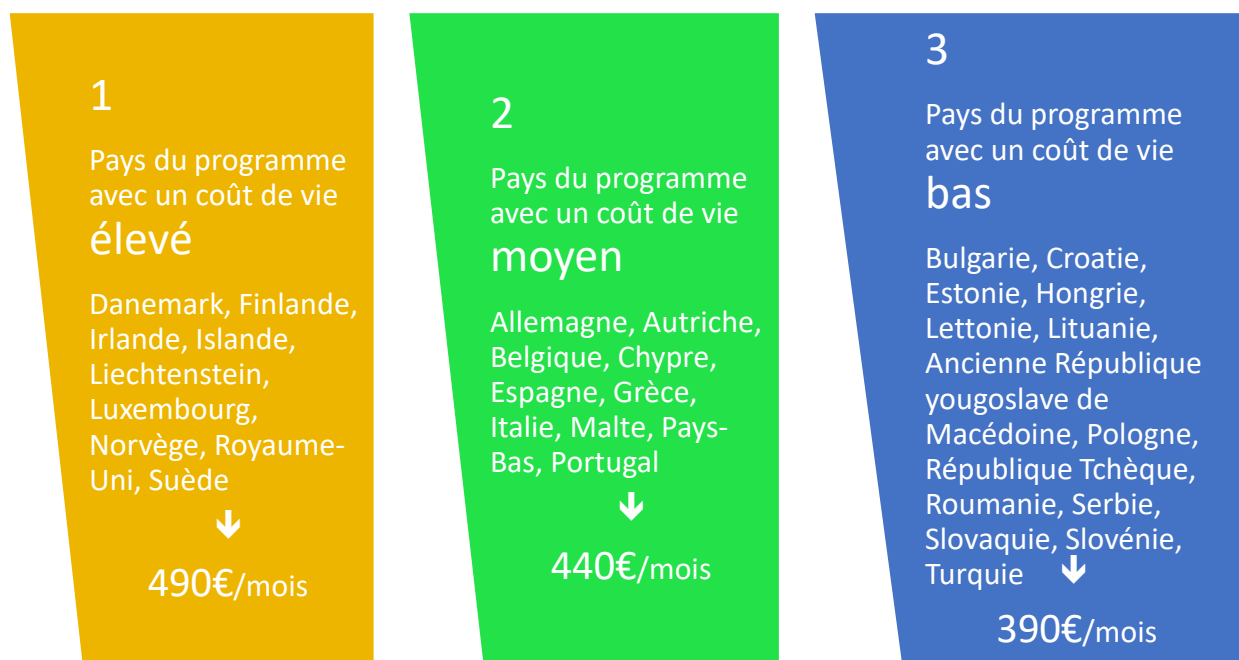 1
Pays du programme
avec un coût de vie
élevé
Danemark, Finlande,
Irlande, Islande,
Liechtenstein,
Luxembourg,
Norvège, Royaume-
Uni, Suède
490€/mois
2
Pays du programme
avec un coût de vie
moyen
Allemagne, Autriche,
Belgique, Chypre,
Espagne, Grèce,
Italie, Malte, Pays-
Bas, Portugal
440€/mois
3
Pays du programme
avec un coût de vie
bas
Bulgarie, Croatie,
Estonie, Hongrie,
Lettonie, Lituanie,
Ancienne République
yougoslave de
Macédoine, Pologne,
République Tchèque,
Roumanie, Serbie,
Slovaquie, Slovénie,
Turquie
390€/mois